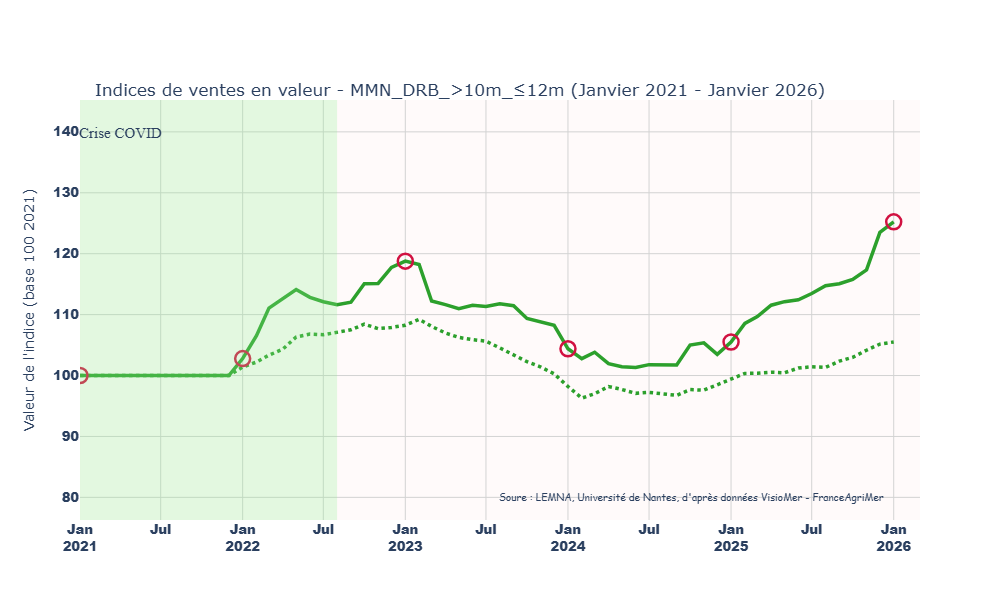 Indices de ventes en valeur - MMN_DRB_>10m_≤12m (Janvier 2021 - Janvier 2026)
Valeur de l'indice (base 100 2021)
140
Crise COVID
130
120
110
100
90
80
Soure : LEMNA, Université de Nantes, d'après données VisioMer - FranceAgriMer
Jan Jul Jan Jul Jan Jul Jan Jul Jan Jul Jan
2021 2022 2023 2024 2025 2026